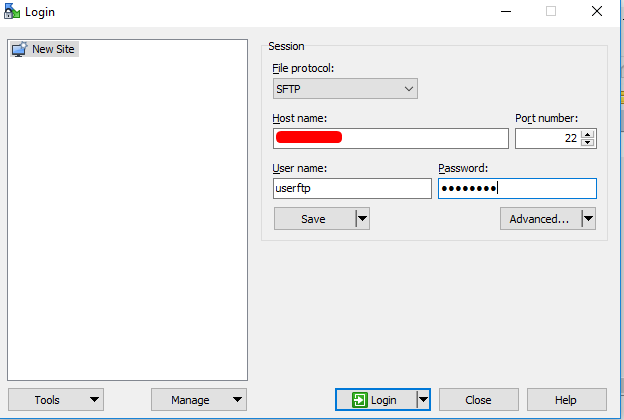 Login
New Site
Session
File protocol:
SFTP
Host name:
Port number:
22
User name:
Password:
userftp
••••••••
Save
Advanced...
Tools
Manage
Login
Close
Help